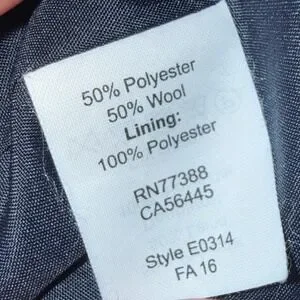 50% Polyester
50% Wool
Lining:
100% Polyester
RN77388
CA56445
Style E0314
FA 16